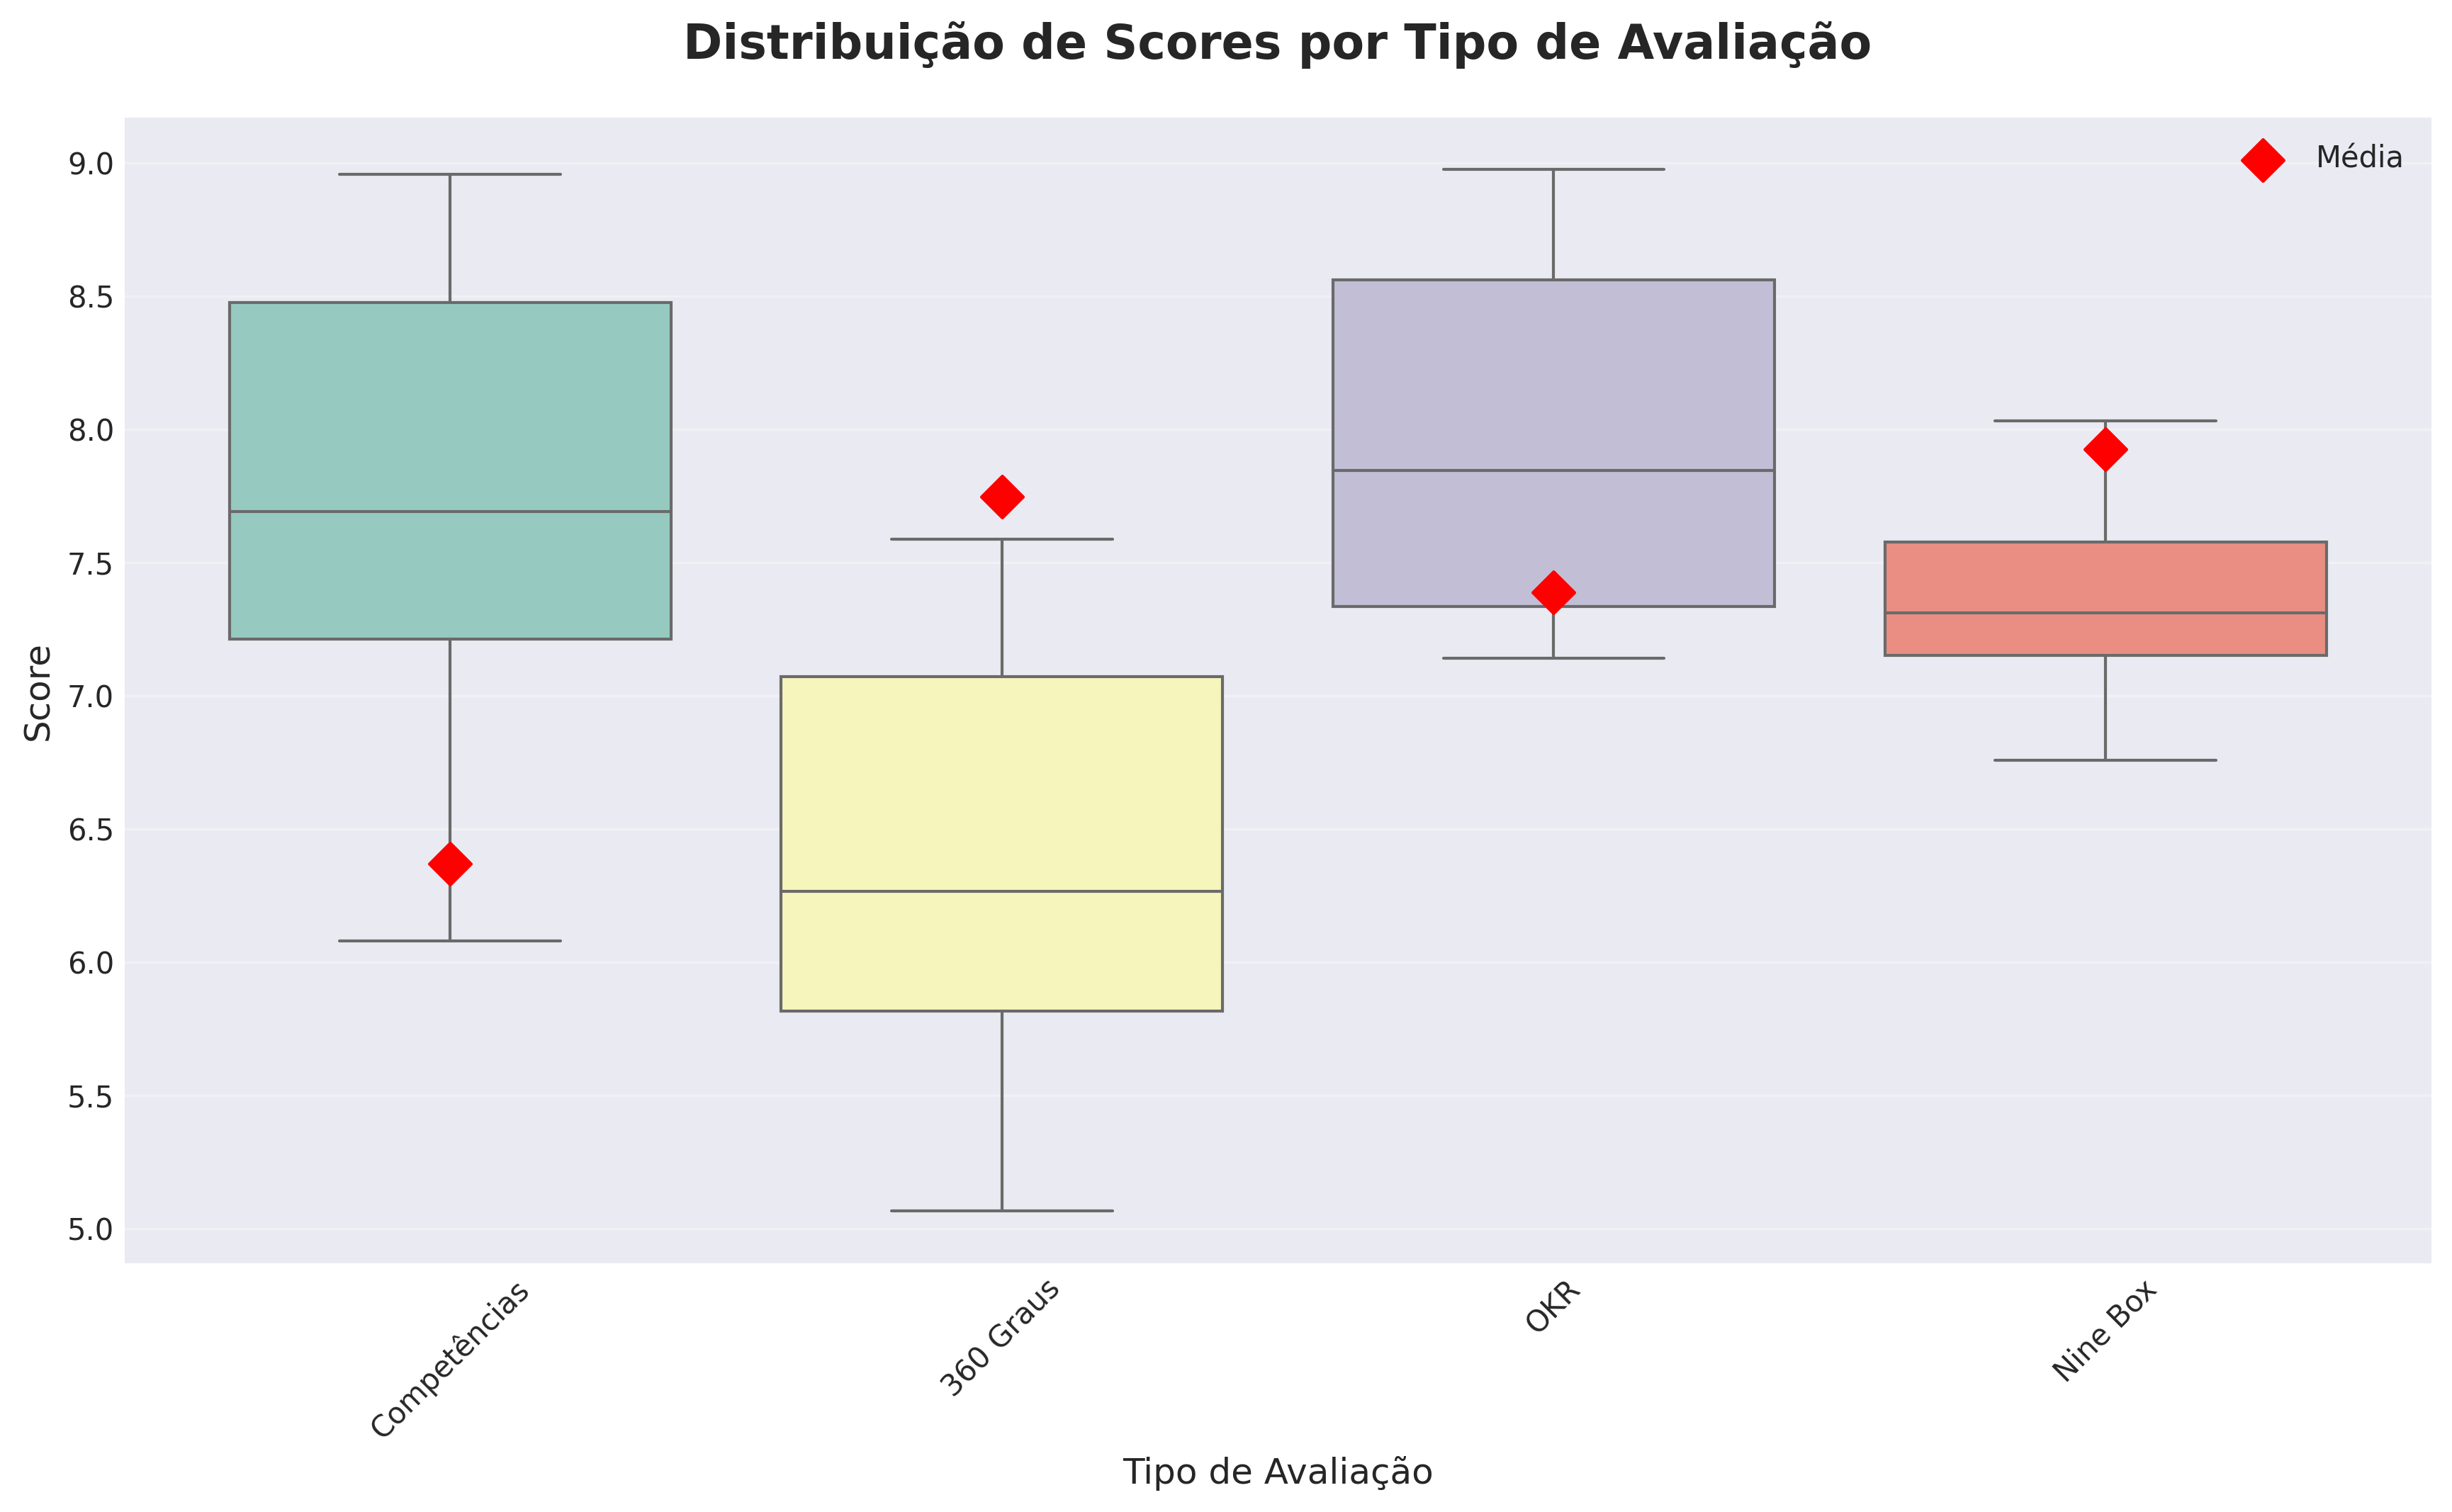 Distribuição de Scores por Tipo de Avaliação
Média
9.0
8.5
8.0
7.5
7.0
6.5
6.0
5.5
5.0
Score
Competências
360 Graus
OKR
Nine Box
Tipo de Avaliação